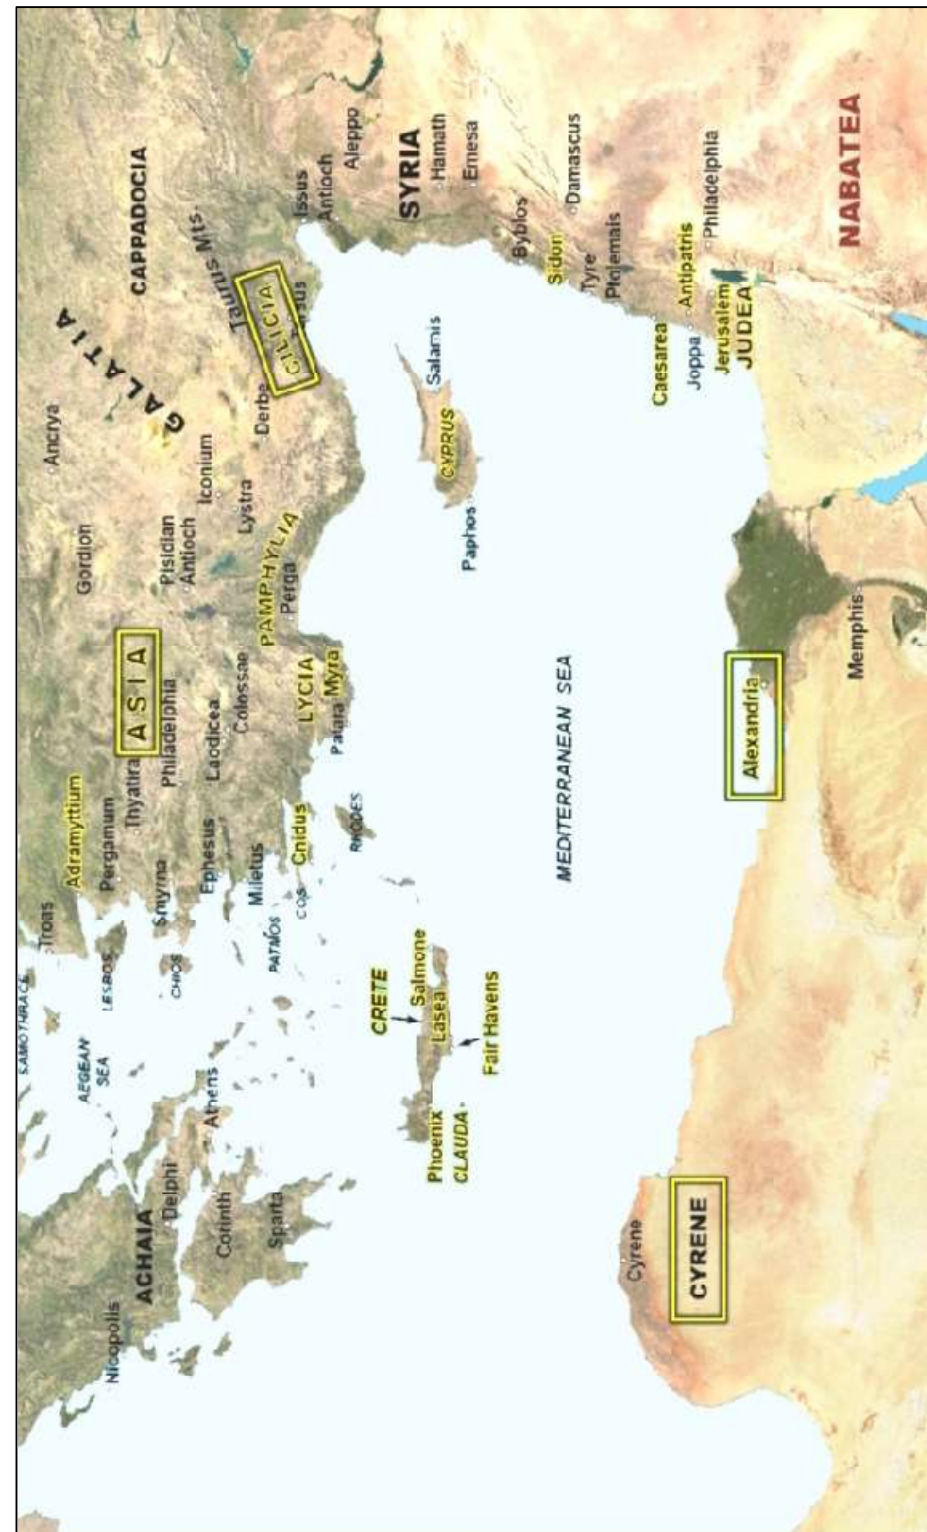 SAMOTHRACE
Troas
Ancrya
GALATIA
Adramyttium
Gordion
AEGEAN
SEA
LESBOS
Pergamum
Nicopolis
Thyatira
ASIA
CAPPADOCIA
ACHAIA
Smyrna
Philadelphia
Pisidian
Antioch
Delphi
CHIOS
Ephesus
Laodicea
Iconium
Taurus Mts.
Athens
Corinth
Colossae
Lystra
Derbe
CILICIA
Tarsus
Miletus
PATMOS
PAMPHYLIA
Perga
Sparta
COS
Cnidus
LYCIA
Myra
Patara
Issus
Antioch
Aleppo
RHODES
CRETE
Salmone
Lasea
Phoenix
CLAUDA
Fair Havens
Salamis
CYPRUS
Paphos
SYRIA
Hamath
Emesa
Byblos
Sidon
Damascus
Tyre
Ptolemais
MEDITERRANEAN SEA
Caesarea
Antipatris
Philadelphia
Joppa
Jerusalem
JUDEA
Cyrene
CYRENE
Alexandria
Memphis
NABATEA